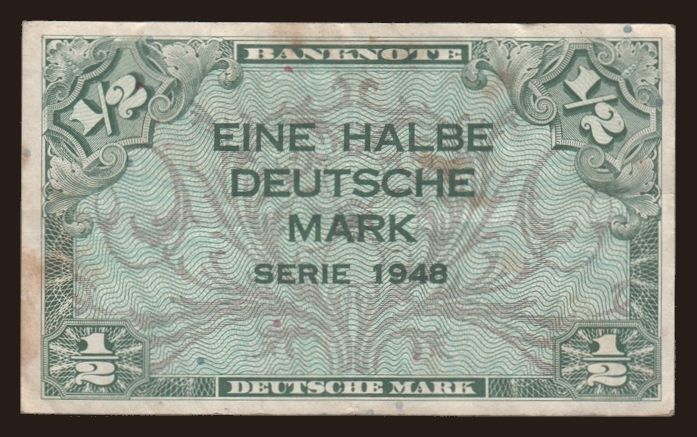 BANKNOTE
1/2
1/2
EINE HALBE
DEUTSCHE
MARK
SERIE 1948
1/2
1/2
DEUTSCHE MARK